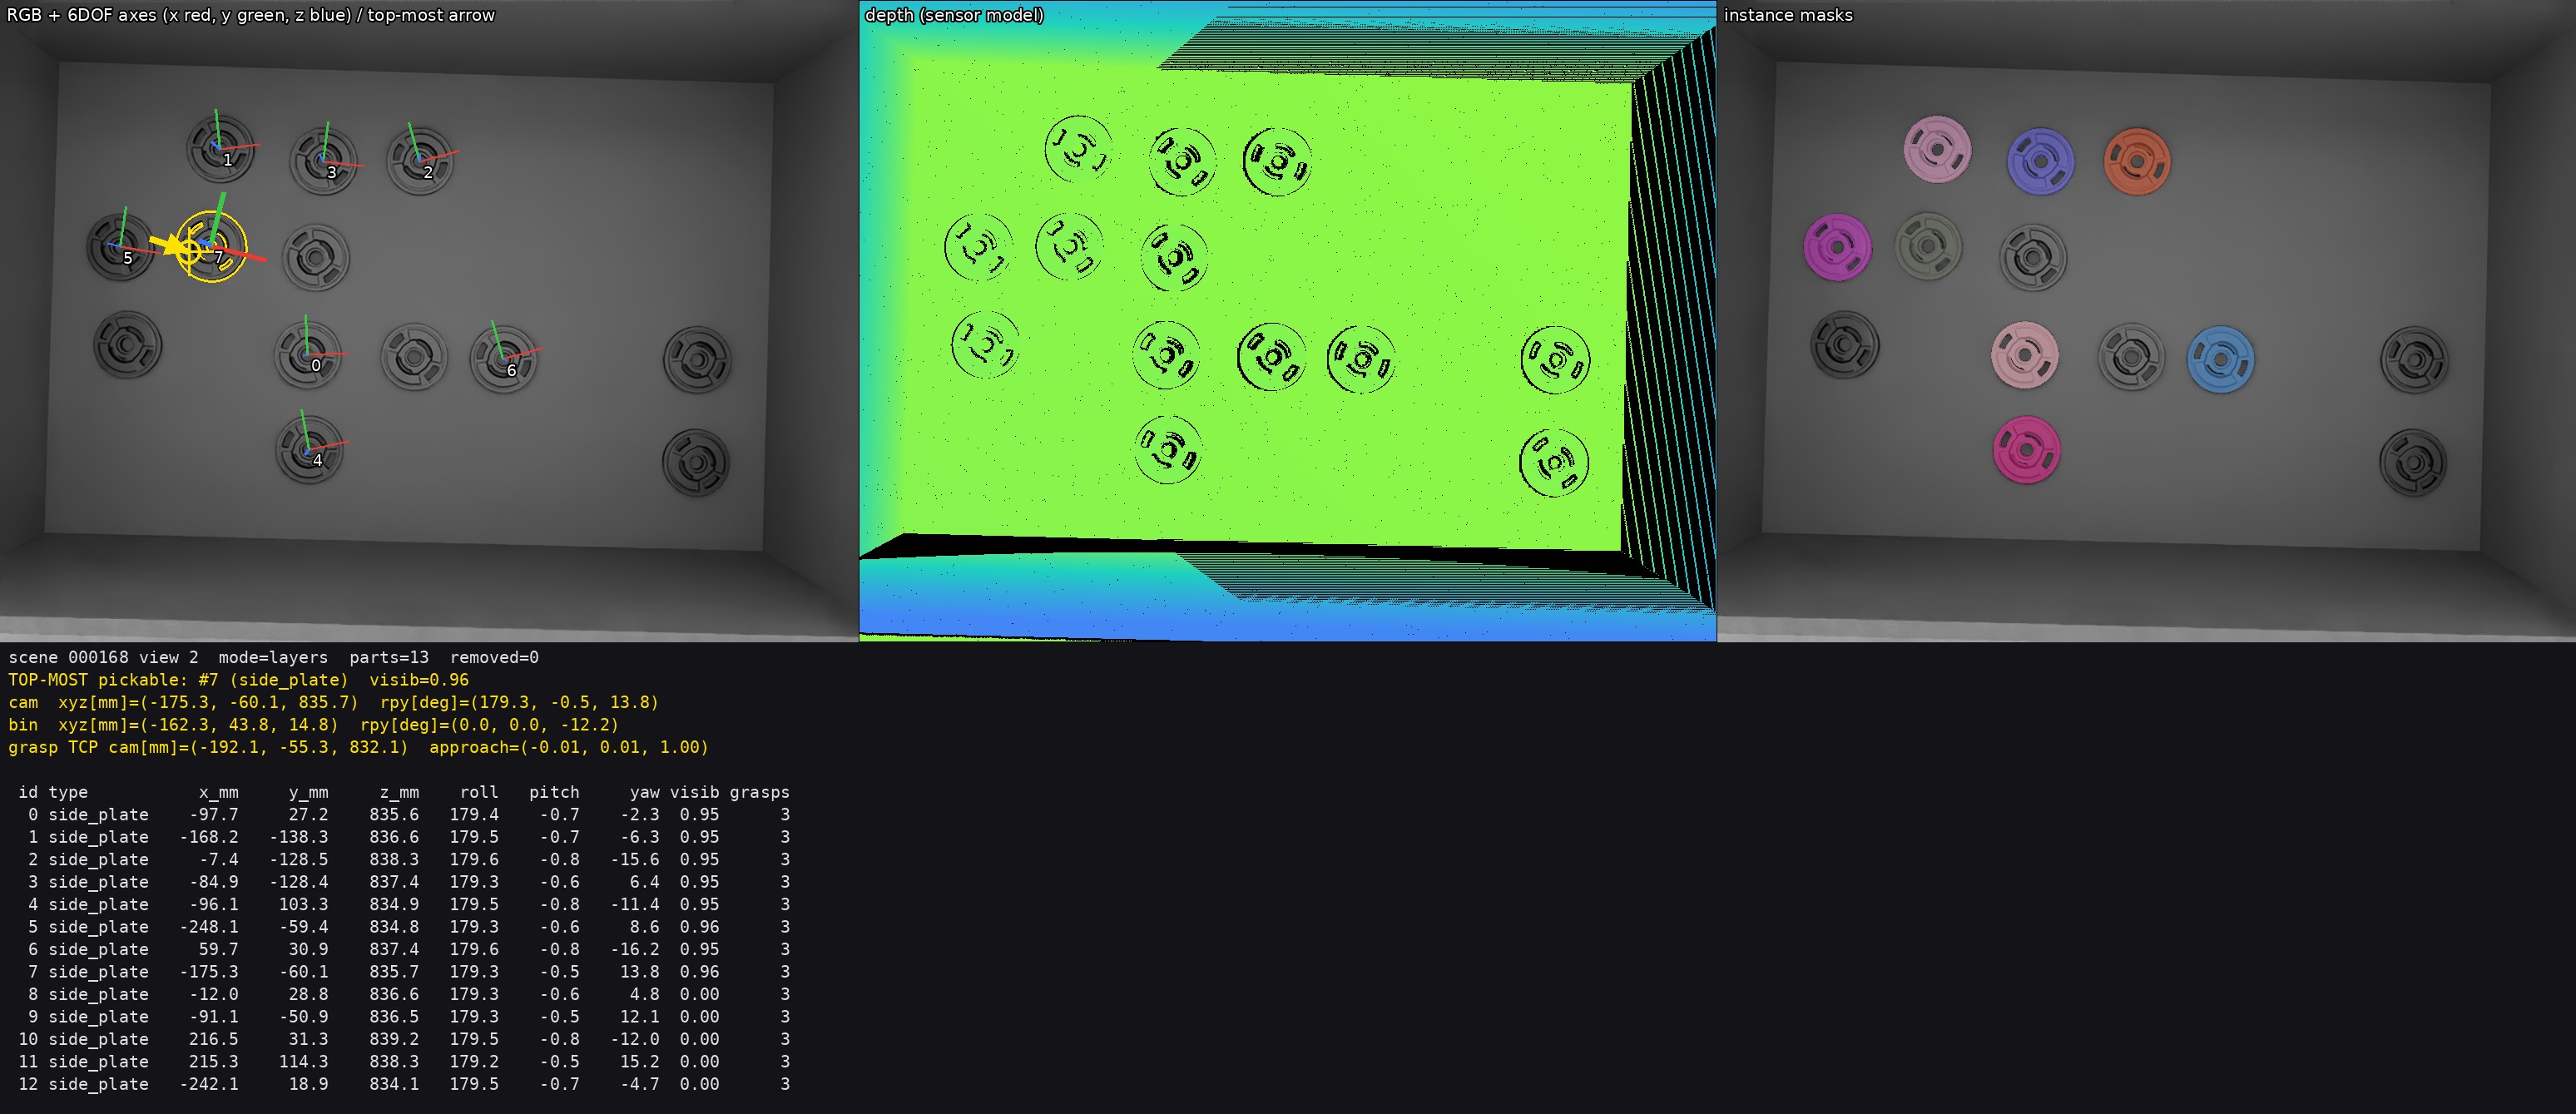 RGB + 6DOF axes (x red, y green, z blue) / top-most arrow
depth (sensor model)
instance masks
1
3
2
5
7
0
6
4
scene 000168 view 2  mode=layers  parts=13  removed=0
TOP-MOST pickable: #7 (side_plate)  visib=0.96
cam  xyz[mm]=(-175.3, -60.1, 835.7)  rpy[deg]=(179.3, -0.5, 13.8)
bin  xyz[mm]=(-162.3, 43.8, 14.8)  rpy[deg]=(0.0, 0.0, -12.2)
grasp TCP cam[mm]=(-192.1, -55.3, 832.1)  approach=(-0.01, 0.01, 1.00)
id type x_mm y_mm z_mm roll pitch yaw visib grasps
0 side_plate -97.7 27.2 835.6 179.4 -0.7 -2.3 0.95 3
1 side_plate -168.2 -138.3 836.6 179.5 -0.7 -6.3 0.95 3
2 side_plate -7.4 -128.5 838.3 179.6 -0.8 -15.6 0.95 3
3 side_plate -84.9 -128.4 837.4 179.3 -0.6 6.4 0.95 3
4 side_plate -96.1 103.3 834.9 179.5 -0.8 -11.4 0.95 3
5 side_plate -248.1 -59.4 834.8 179.3 -0.6 8.6 0.96 3
6 side_plate 59.7 30.9 837.4 179.6 -0.8 -16.2 0.95 3
7 side_plate -175.3 -60.1 835.7 179.3 -0.5 13.8 0.96 3
8 side_plate -12.0 28.8 836.6 179.3 -0.6 4.8 0.00 3
9 side_plate -91.1 -50.9 836.5 179.3 -0.5 12.1 0.00 3
10 side_plate 216.5 31.3 839.2 179.5 -0.8 -12.0 0.00 3
11 side_plate 215.3 114.3 838.3 179.2 -0.5 15.2 0.00 3
12 side_plate -242.1 18.9 834.1 179.5 -0.7 -4.7 0.00 3